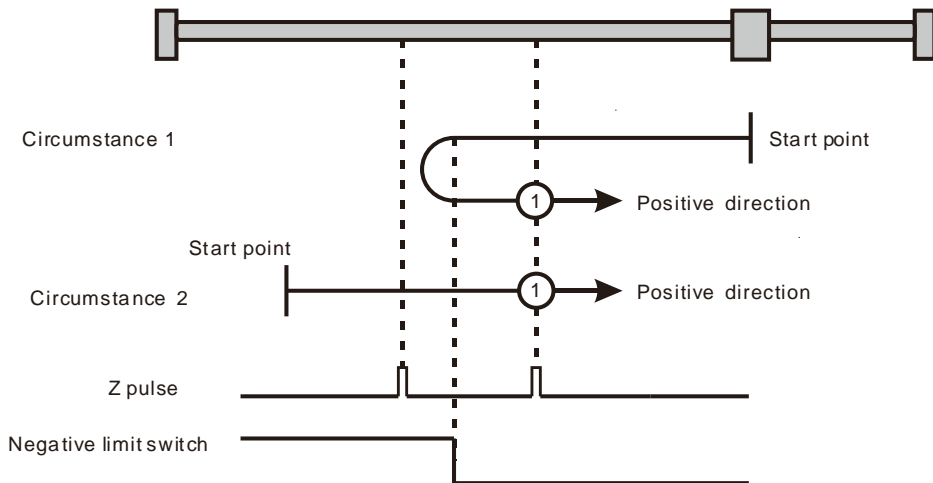 Circumstance 1
Start point
1
Positive direction
Start point
Circumstance 2
1
Positive direction
Z pulse
Negative limit switch